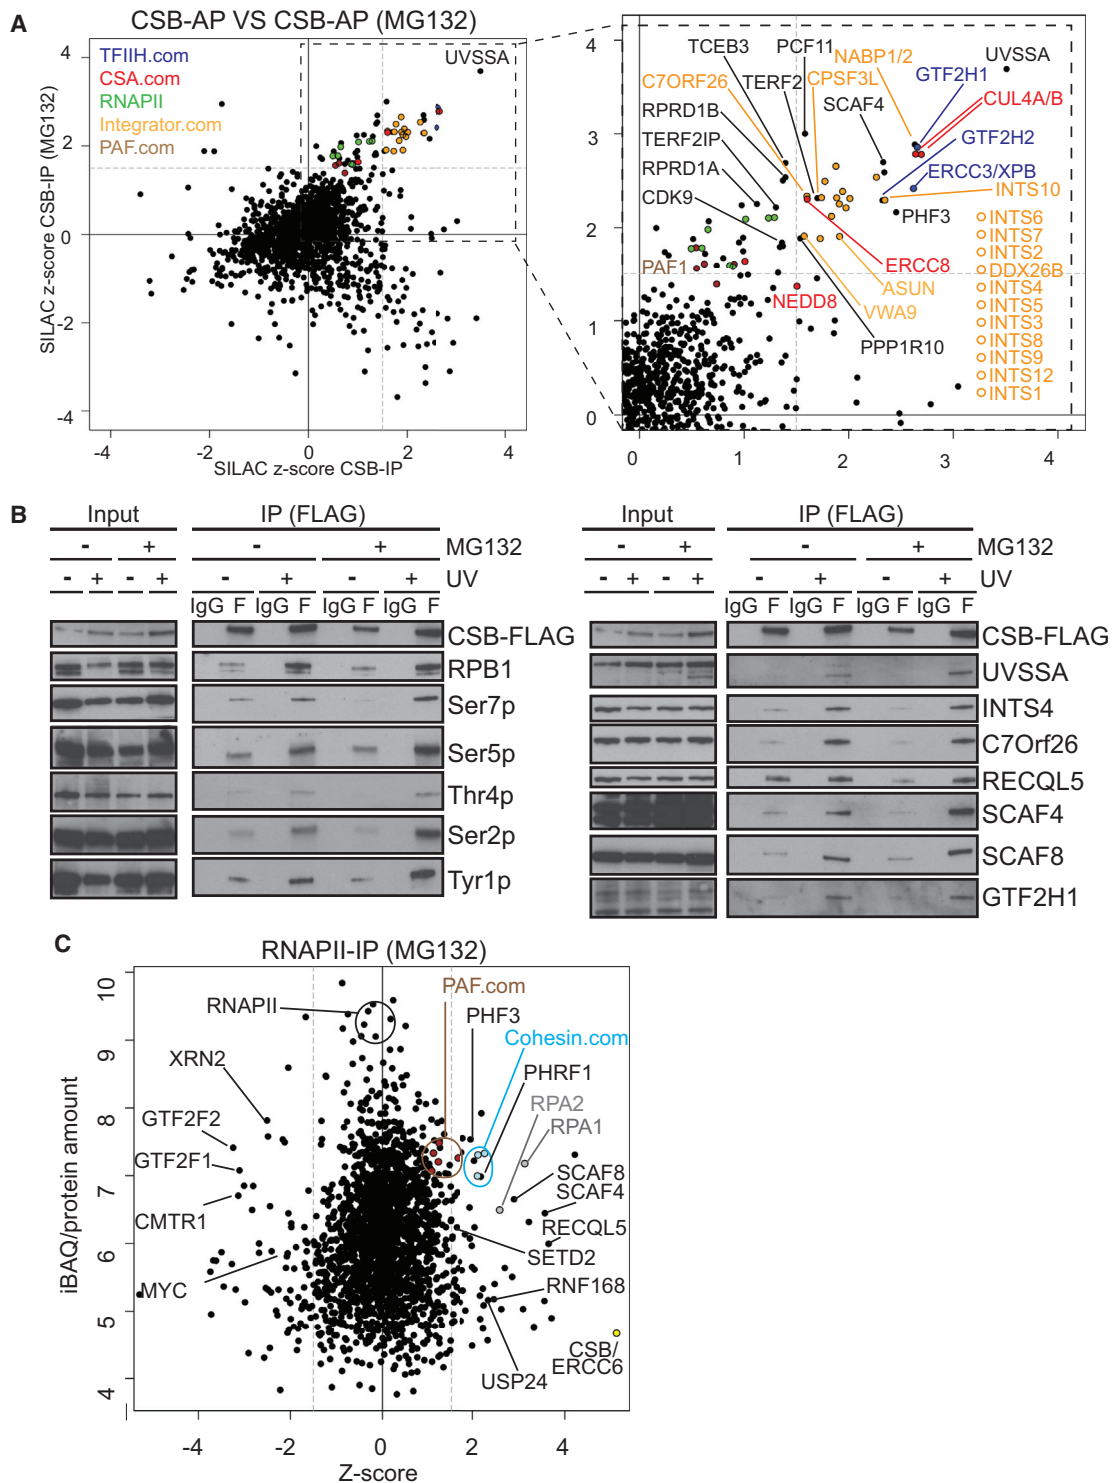 A
CSB-AP VS CSB-AP (MG132)
TFIIH.com
CSA.com
RNAPII
Integrator.com
PAF.com
UVSSA
SILAC z-score CSB-IP (MG132)
4
2
0
-2
-4
-4
-2
0
2
4
SILAC z-score CSB-IP
4
3
2
1
0
0
1
2
3
4
TCEB3
PCF11
NABP1/2
UVSSA
C7ORF26
TERF2
CPSF3L
GTF2H1
RPRD1B
SCAF4
CUL4A/B
TERF2IP
GTF2H2
RPRD1A
ERCC3/XPB
CDK9
INTS10
PHF3
INTS6
INTS7
INTS2
DDX26B
INTS4
INTS5
INTS3
INTS8
INTS9
INTS12
INTS1
PAF1
ERCC8
NEDD8
ASUN
VWA9
PPP1R10
B
Input
IP (FLAG)
- + - + MG132
- + - + - + - + UV
IgG F IgG F IgG F IgG F
CSB-FLAG
RPB1
Ser7p
Ser5p
Thr4p
Ser2p
Tyr1p
Input
IP (FLAG)
- + - + MG132
- + - + - + - + UV
IgG F IgG F IgG F IgG F
CSB-FLAG
UVSSA
INTS4
C7Orf26
RECQL5
SCAF4
SCAF8
GTF2H1
C
RNAPII-IP (MG132)
iBAQ/protein amount
10
9
8
7
6
5
4
-4
-2
0
2
4
Z-score
RNAPII
PAF.com
PHF3
Cohesin.com
XRN2
PHRF1
RPA2
RPA1
GTF2F2
GTF2F1
SCAF8
SCAF4
CMTR1
RECQL5
SETD2
MYC
RNF168
CSB/
ERCC6
USP24